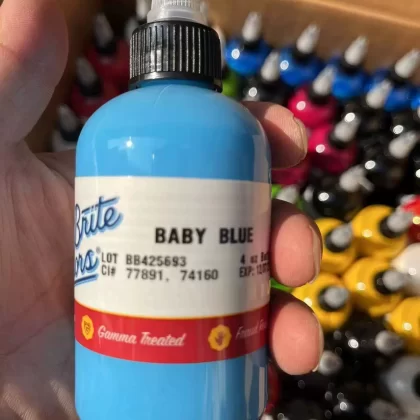 Brite
BABY BLUE
LOT BB425693
4 oz
CI# 77891, 74160
EXP:
Gamma Treated